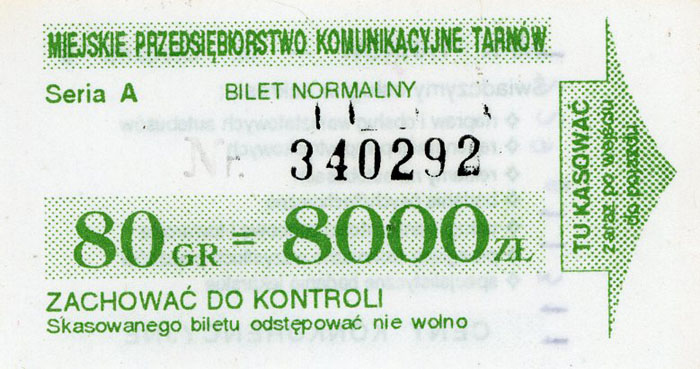 MIEJSKIE PRZEDSIĘBIORSTWO KOMUNIKACYJNE TARNÓW
Seria A BILET NORMALNY
Nr. 340292
80 GR = 8000 ZŁ
ZACHOWAĆ DO KONTROLI
Skasowanego biletu odstępować nie wolno
TU KASOWAĆ
zaraz po wejściu
do pojazdu